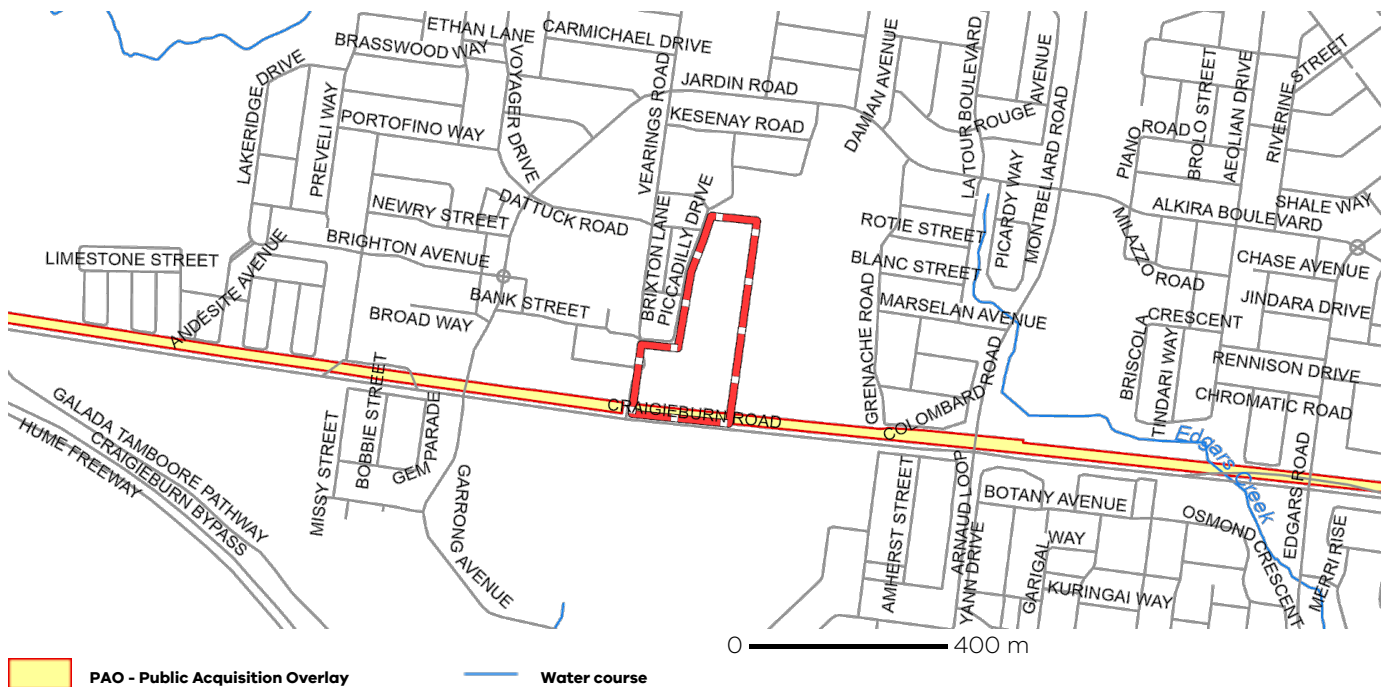 ETHAN LANE
CARMICHAEL DRIVE
BRASSWOOD WAY
VOYAGER DRIVE
LAKERIDGE DRIVE
PREVELI WAY
PORTOFINO WAY
VEARINGS ROAD
JARDIN ROAD
KESENAY ROAD
DAMIAN AVENUE
LA TOUR BOULEVARD
ROUGE AVENUE
MONTBELIARD ROAD
PICARDY WAY
PIANO
ROAD
BROLO STREET
AEOLIAN DRIVE
RIVERINE STREET
SHALE WAY
ALKIRA BOULEVARD
MILAZZO
ROAD
CHASE AVENUE
JINDARA DRIVE
NEWRY STREET
DATTUCK ROAD
BRIXTON LANE
PICCADILLY DRIVE
ROTIE STREET
BLANC STREET
MARSELAN AVENUE
GRENACHE ROAD
COLOMBARD ROAD
LIMESTONE STREET
ANDESITE AVENUE
BRIGHTON AVENUE
BANK STREET
BROAD WAY
BRISCOLA
CRESCENT
TINDARI WAY
RENNISON DRIVE
CHROMATIC ROAD
CRAIGIEBURN ROAD
GALADA TAMBOORE PATHWAY
CRAIGIEBURN BYPASS
HUME FREEWAY
MISSY STREET
BOBBIE STREET
GEM
PARADE
GARRONG AVENUE
Edgars Creek
EDGARS ROAD
AMHERST STREET
ARNAUD LOOP
YANN DRIVE
BOTANY AVENUE
GARIGAL
WAY
KURINGAI WAY
OSMOND CRESCENT
MERRI RISE
0 400 m
PAO - Public Acquisition Overlay
Water course